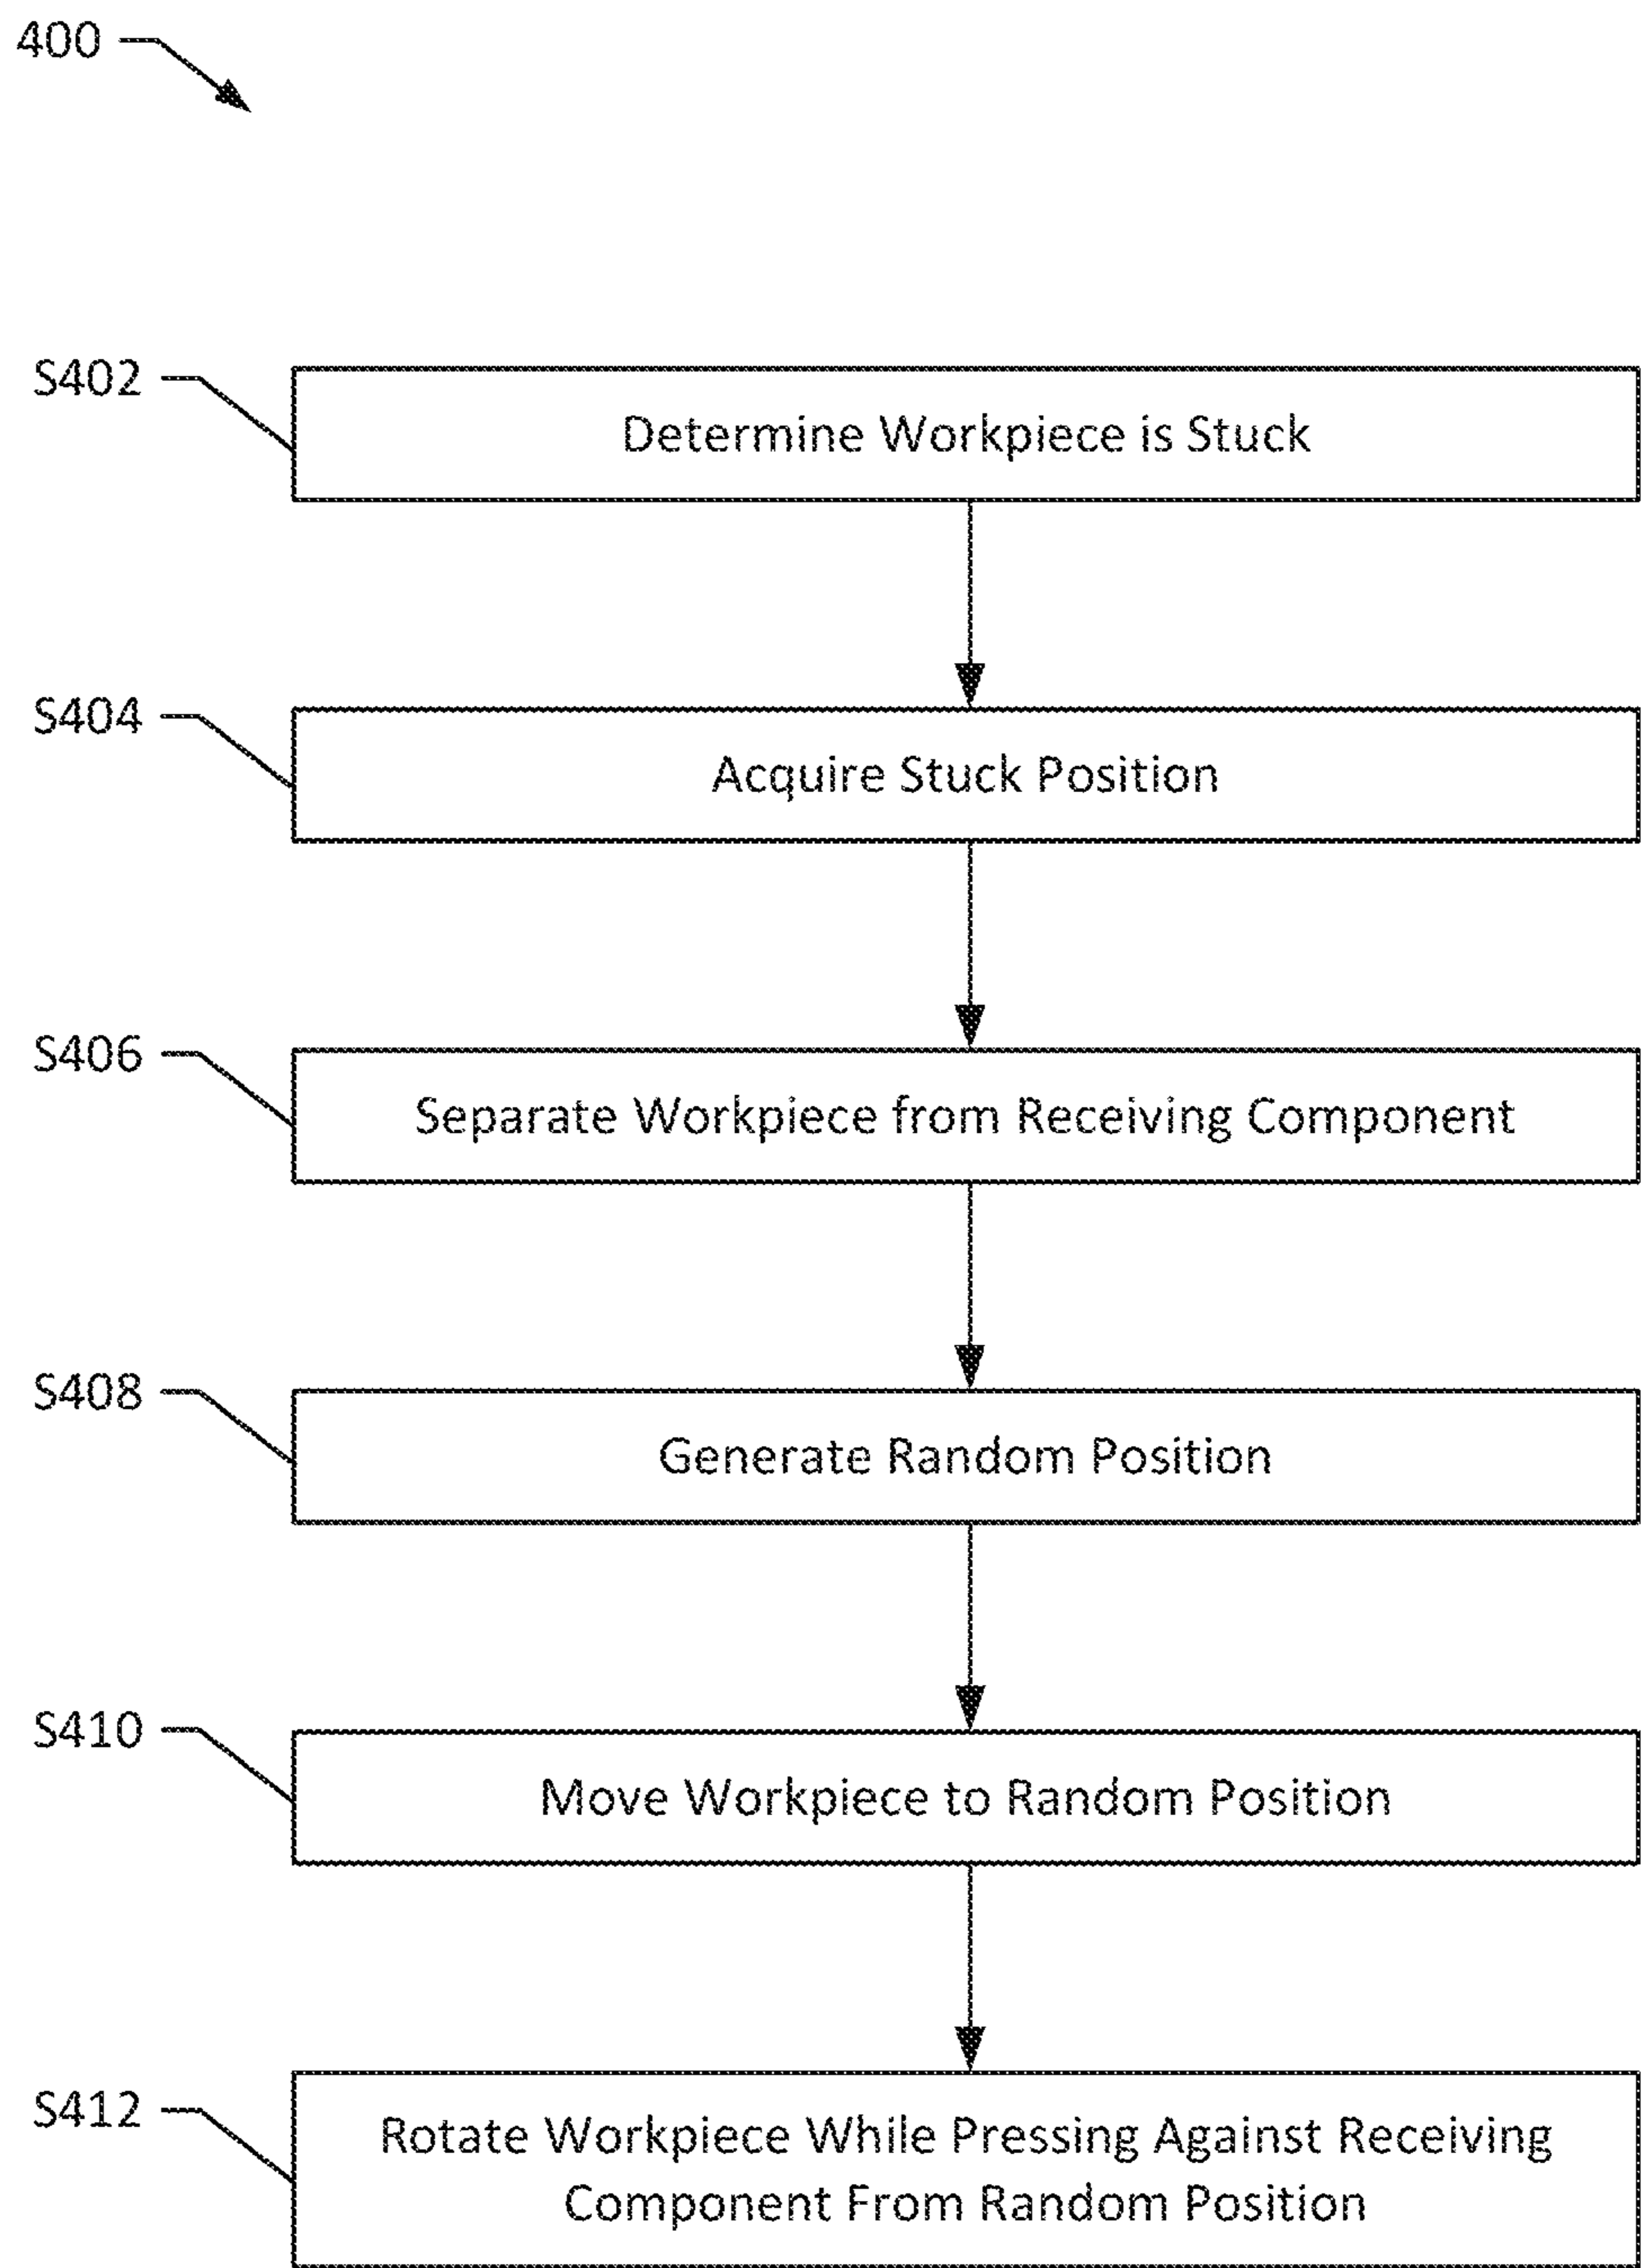 400
S402
Determine Workpiece is Stuck
S404
Acquire Stuck Position
S406
Separate Workpiece from Receiving Component
S408
Generate Random Position
S410
Move Workpiece to Random Position
S412
Rotate Workpiece While Pressing Against Receiving
Component From Random Position